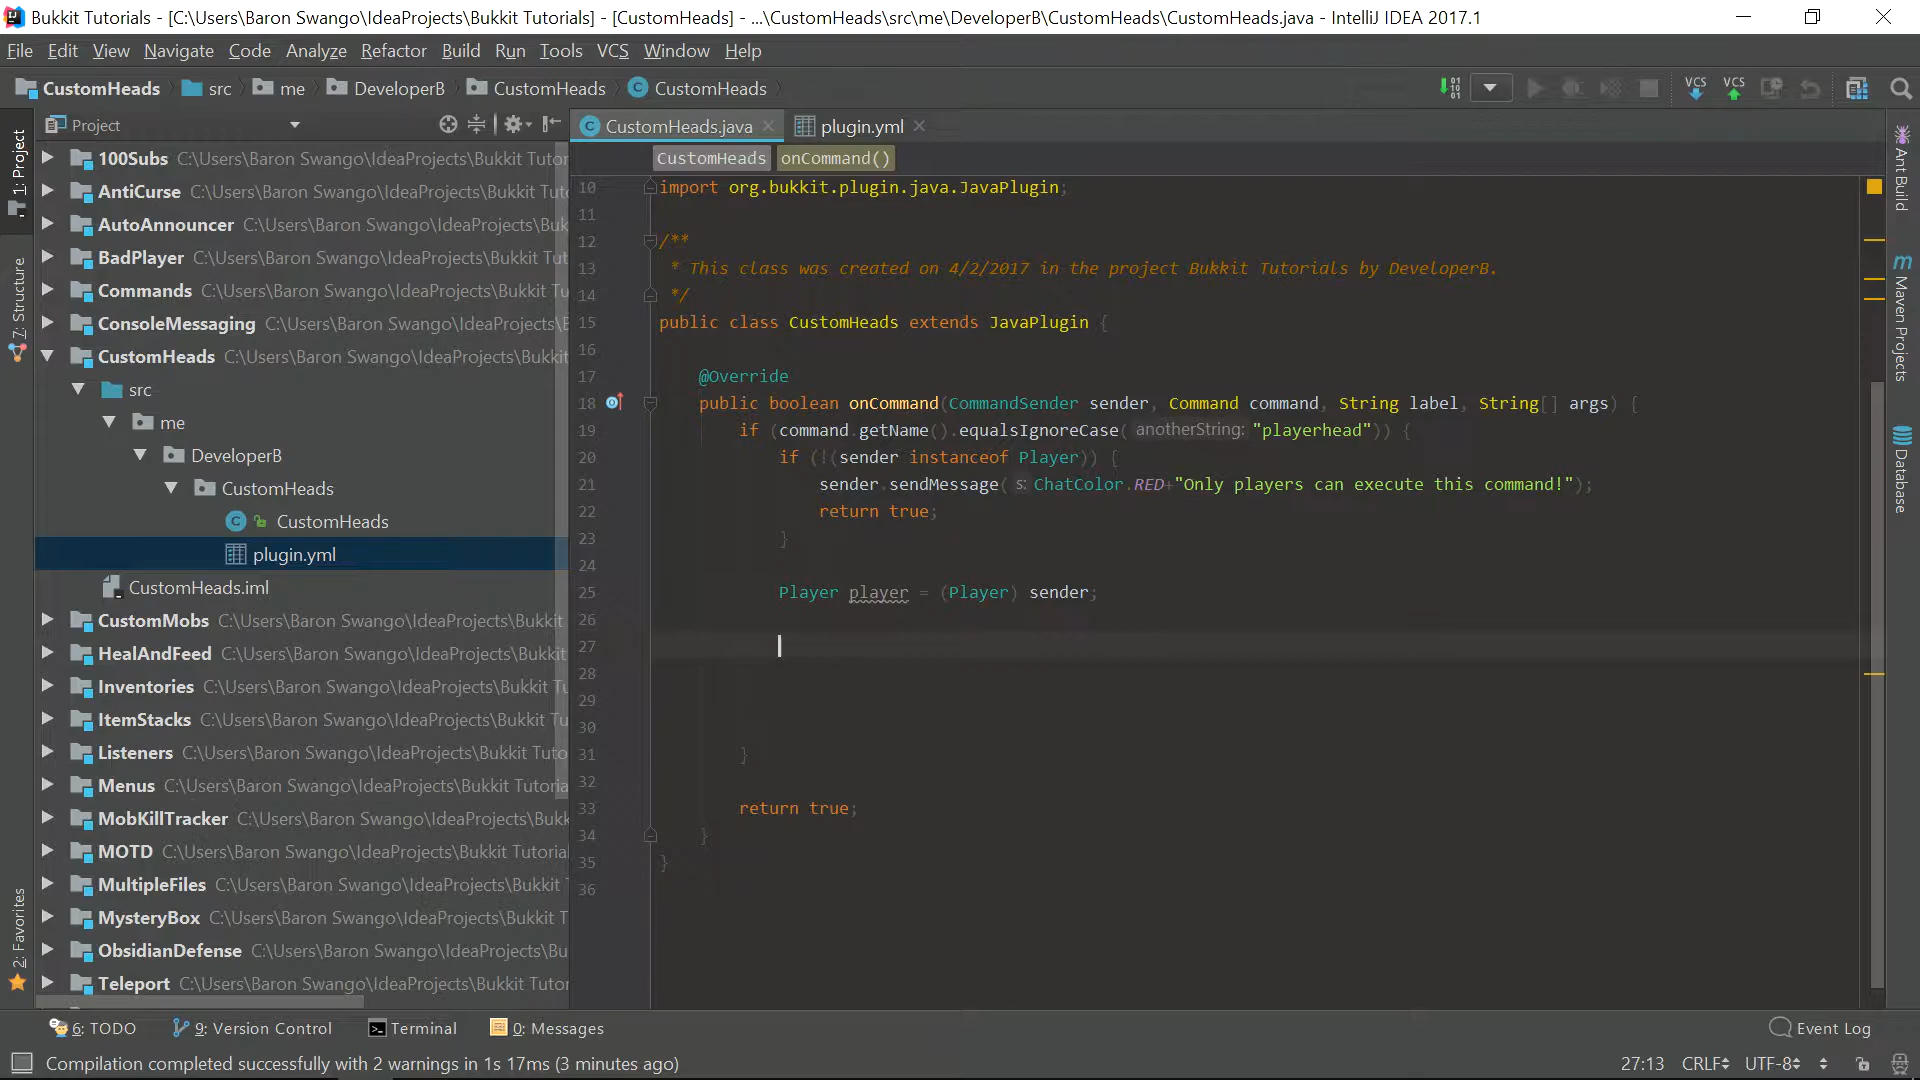 Bukkit Tutorials - [C:\Users\Baron Swango\IdeaProjects\Bukkit Tutorials] - [CustomHeads] - ...\CustomHeads\src\me\DeveloperB\CustomHeads\CustomHeads.java - IntelliJ IDEA 2017.1
File Edit View Navigate Code Analyze Refactor Build Run Tools VCS Window Help
CustomHeads src me DeveloperB CustomHeads CustomHeads
VCS VCS
Project
CustomHeads.java plugin.yml
CustomHeads onCommand()
1: Project
7: Structure
2: Favorites
100Subs C:\Users\Baron Swango\IdeaProjects\Bukkit Tutor
AntiCurse C:\Users\Baron Swango\IdeaProjects\Bukkit Tuto
AutoAnnouncer C:\Users\Baron Swango\IdeaProjects\Buk
BadPlayer C:\Users\Baron Swango\IdeaProjects\Bukkit Tut
Commands C:\Users\Baron Swango\IdeaProjects\Bukkit Tu
ConsoleMessaging C:\Users\Baron Swango\IdeaProjects\B
CustomHeads C:\Users\Baron Swango\IdeaProjects\Bukkit
src
me
DeveloperB
CustomHeads
CustomHeads
plugin.yml
CustomHeads.iml
CustomMobs C:\Users\Baron Swango\IdeaProjects\Bukkit
HealAndFeed C:\Users\Baron Swango\IdeaProjects\Bukkit
Inventories C:\Users\Baron Swango\IdeaProjects\Bukkit T
ItemStacks C:\Users\Baron Swango\IdeaProjects\Bukkit Tu
Listeners C:\Users\Baron Swango\IdeaProjects\Bukkit Tuto
Menus C:\Users\Baron Swango\IdeaProjects\Bukkit Tutoria
MobKillTracker C:\Users\Baron Swango\IdeaProjects\Bukk
MOTD C:\Users\Baron Swango\IdeaProjects\Bukkit Tutorial
MultipleFiles C:\Users\Baron Swango\IdeaProjects\Bukkit
MysteryBox C:\Users\Baron Swango\IdeaProjects\Bukkit T
ObsidianDefense C:\Users\Baron Swango\IdeaProjects\Bu
Teleport C:\Users\Baron Swango\IdeaProjects\Bukkit Tutor
10 import org.bukkit.plugin.java.JavaPlugin;
11
12 /**
13 * This class was created on 4/2/2017 in the project Bukkit Tutorials by DeveloperB.
14 */
15 public class CustomHeads extends JavaPlugin {
16
17 @Override
18 public boolean onCommand(CommandSender sender, Command command, String label, String[] args) {
19 if (command.getName().equalsIgnoreCase( anotherString: "playerhead")) {
20 if (!(sender instanceof Player)) {
21 sender.sendMessage( s: ChatColor.RED+"Only players can execute this command!");
22 return true;
23 }
24
25 Player player = (Player) sender;
26
27
28
29
30
31 }
32
33 return true;
34 }
35 }
36
Ant Build
m Maven Projects
Database
6: TODO 9: Version Control Terminal 0: Messages Event Log
Compilation completed successfully with 2 warnings in 1s 17ms (3 minutes ago) 27:13 CRLF UTF-8